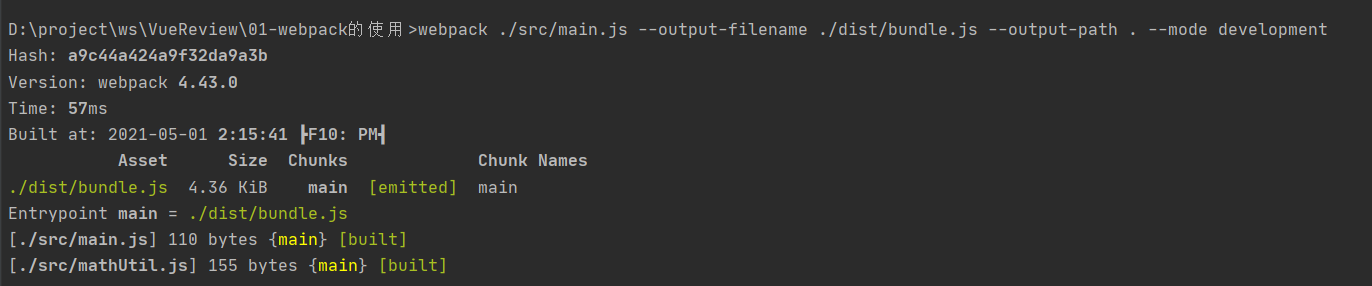 D:\project\ws\VueReview\01-webpack的使用>webpack ./src/main.js --output-filename ./dist/bundle.js --output-path . --mode development
Hash: a9c44a424a9f32da9a3b
Version: webpack 4.43.0
Time: 57ms
Built at: 2021-05-01 2:15:41 ├F10: PM┤
Asset Size Chunks Chunk Names
./dist/bundle.js 4.36 KiB main [emitted] main
Entrypoint main = ./dist/bundle.js
[./src/main.js] 110 bytes {main} [built]
[./src/mathUtil.js] 155 bytes {main} [built]